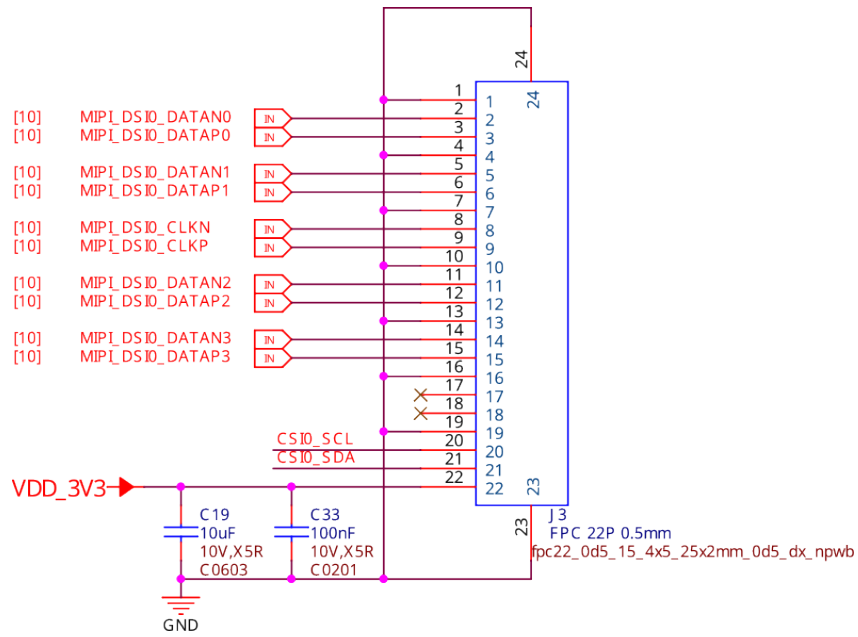 24
24
1 1
[10] MIPI_DSI0_DATAN0 IN 2 2
[10] MIPI_DSI0_DATAP0 IN 3 3
4 4
[10] MIPI_DSI0_DATAN1 IN 5 5
[10] MIPI_DSI0_DATAP1 IN 6 6
7 7
[10] MIPI_DSI0_CLKN IN 8 8
[10] MIPI_DSI0_CLKP IN 9 9
10 10
[10] MIPI_DSI0_DATAN2 IN 11 11
[10] MIPI_DSI0_DATAP2 IN 12 12
13 13
[10] MIPI_DSI0_DATAN3 IN 14 14
[10] MIPI_DSI0_DATAP3 IN 15 15
16 16
17 17
18 18
19 19
CSI0_SCL 20 20
CSI0_SDA 21 21
VDD_3V3 22 22
23
23
C19
10uF
10V,X5R
C0603
C33
100nF
10V,X5R
C0201
J3
FPC 22P 0.5mm
fpc22_0d5_15_4x5_25x2mm_0d5_dx_npwb
GND